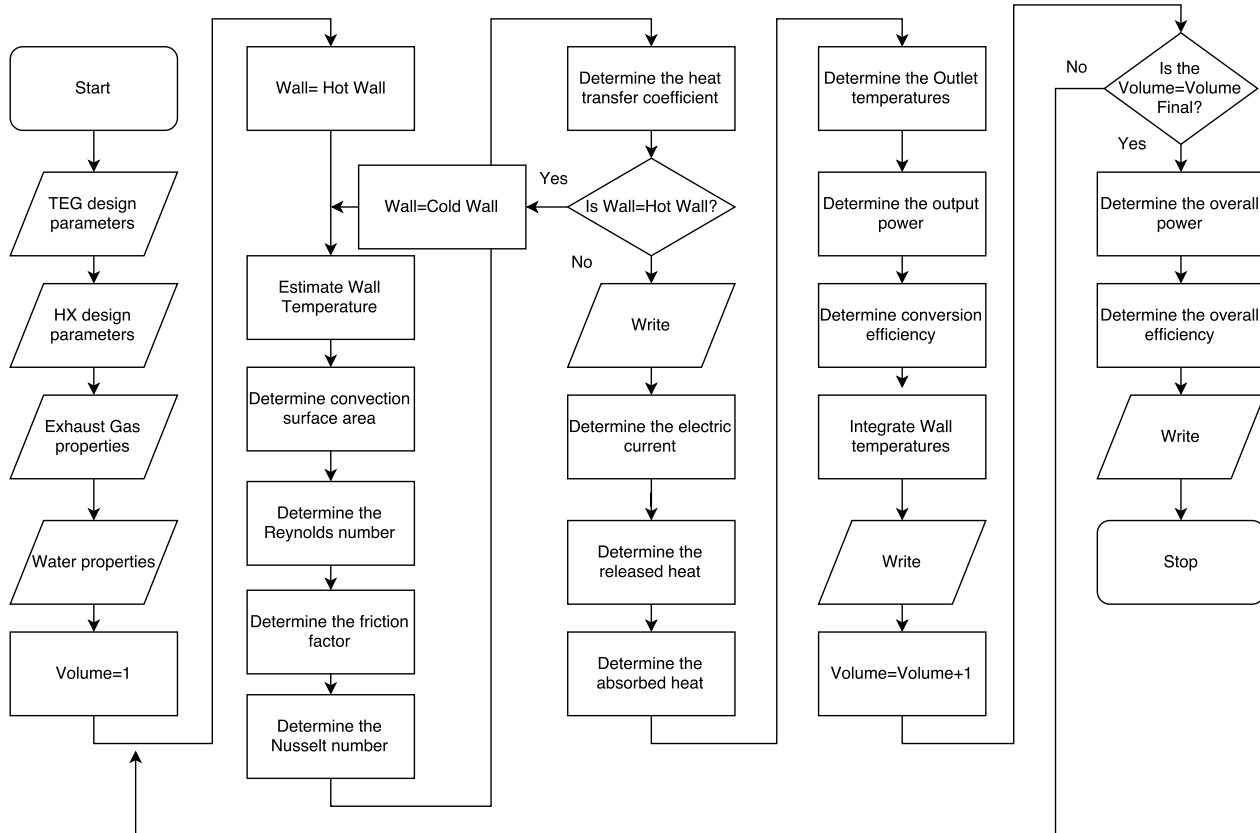 Start
TEG design
parameters
HX design
parameters
Exhaust Gas
properties
Water properties
Volume=1
Wall= Hot Wall
Wall=Cold Wall
Estimate Wall
Temperature
Determine convection
surface area
Determine the
Reynolds number
Determine the friction
factor
Determine the
Nusselt number
Determine the heat
transfer coefficient
Yes
Is Wall=Hot Wall?
No
Write
Determine the electric
current
Determine the
released heat
Determine the
absorbed heat
Determine the Outlet
temperatures
Determine the output
power
Determine conversion
efficiency
Integrate Wall
temperatures
Write
Volume=Volume+1
No
Is the
Volume=Volume
Final?
Yes
Determine the overall
power
Determine the overall
efficiency
Write
Stop